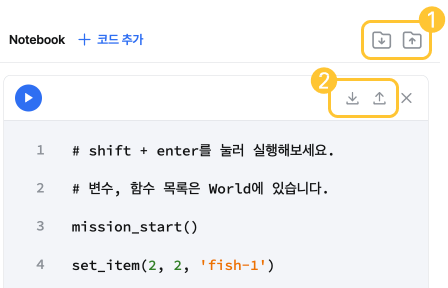 1
Notebook + 코드 추가
2
1 # shift + enter를 눌러 실행해보세요.
2 # 변수, 함수 목록은 World에 있습니다.
3 mission_start()
4 set_item(2, 2, 'fish-1')